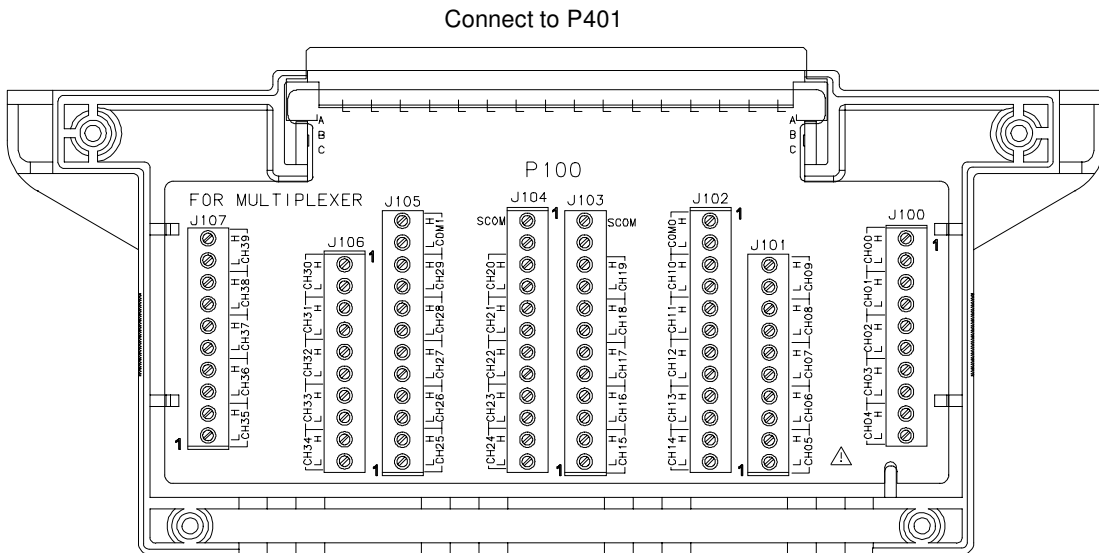 Connect to P401
A
B
C
A
B
C
P100
FOR MULTIPLEXER
J107
H
L
CH39
H
L
CH38
H
L
CH37
H
L
CH36
H
L
CH35
1
J106
1
CH30
H
L
CH31
H
L
CH32
H
L
CH33
H
L
CH34
H
L
J105
H
L
COM1
H
L
CH29
H
L
CH28
H
L
CH27
H
L
CH26
H
L
CH25
1
J104
1
SCOM
CH20
H
L
CH21
H
L
CH22
H
L
CH23
H
L
CH24
H
L
J103
SCOM
H
L
CH19
H
L
CH18
H
L
CH17
H
L
CH16
H
L
CH15
1
J102
1
COM0
H
L
CH10
H
L
CH11
H
L
CH12
H
L
CH13
H
L
CH14
H
L
J101
H
L
CH09
H
L
CH08
H
L
CH07
H
L
CH06
H
L
CH05
1
J100
1
CH00
H
L
CH01
H
L
CH02
H
L
CH03
H
L
CH04
H
L